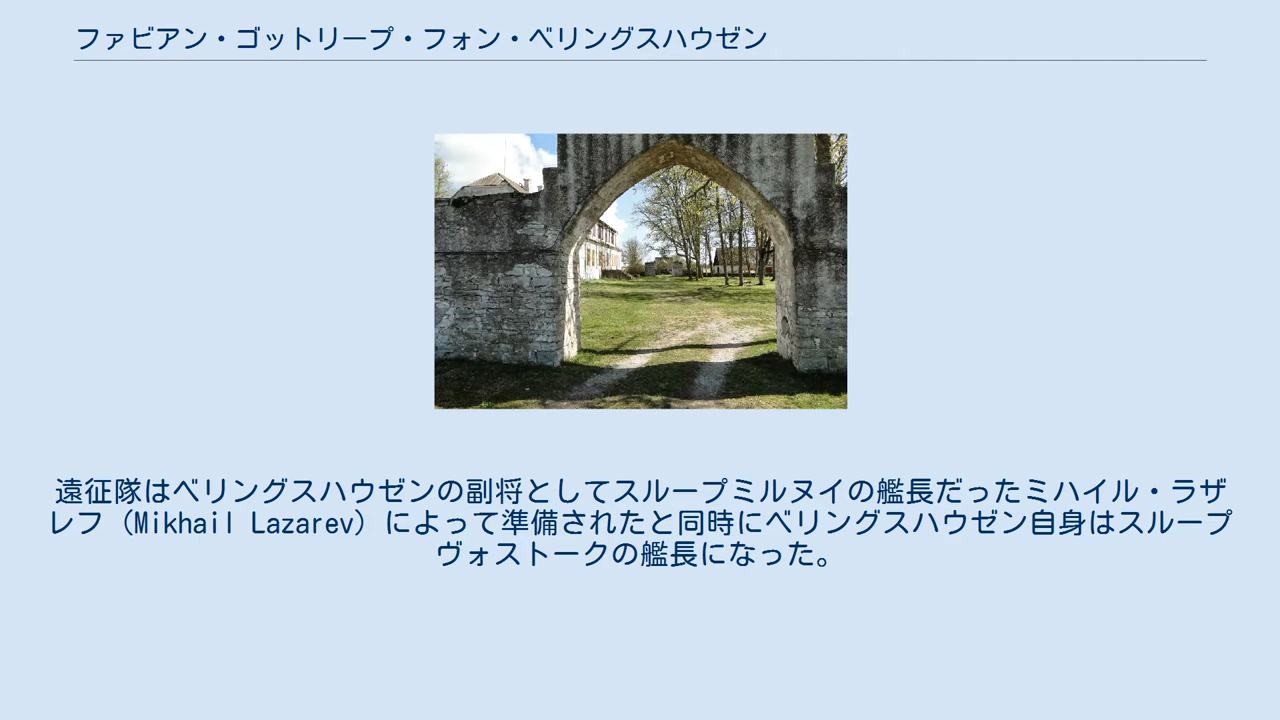 ファビアン・ゴットリープ・フォン・ベリングスハウゼン
遠征隊はベリングスハウゼンの副将としてスループミルヌイの艦長だったミハイル・ラザ
レフ（Mikhail Lazarev）によって準備されたと同時にベリングスハウゼン自身はスループ
ヴォストークの艦長になった。